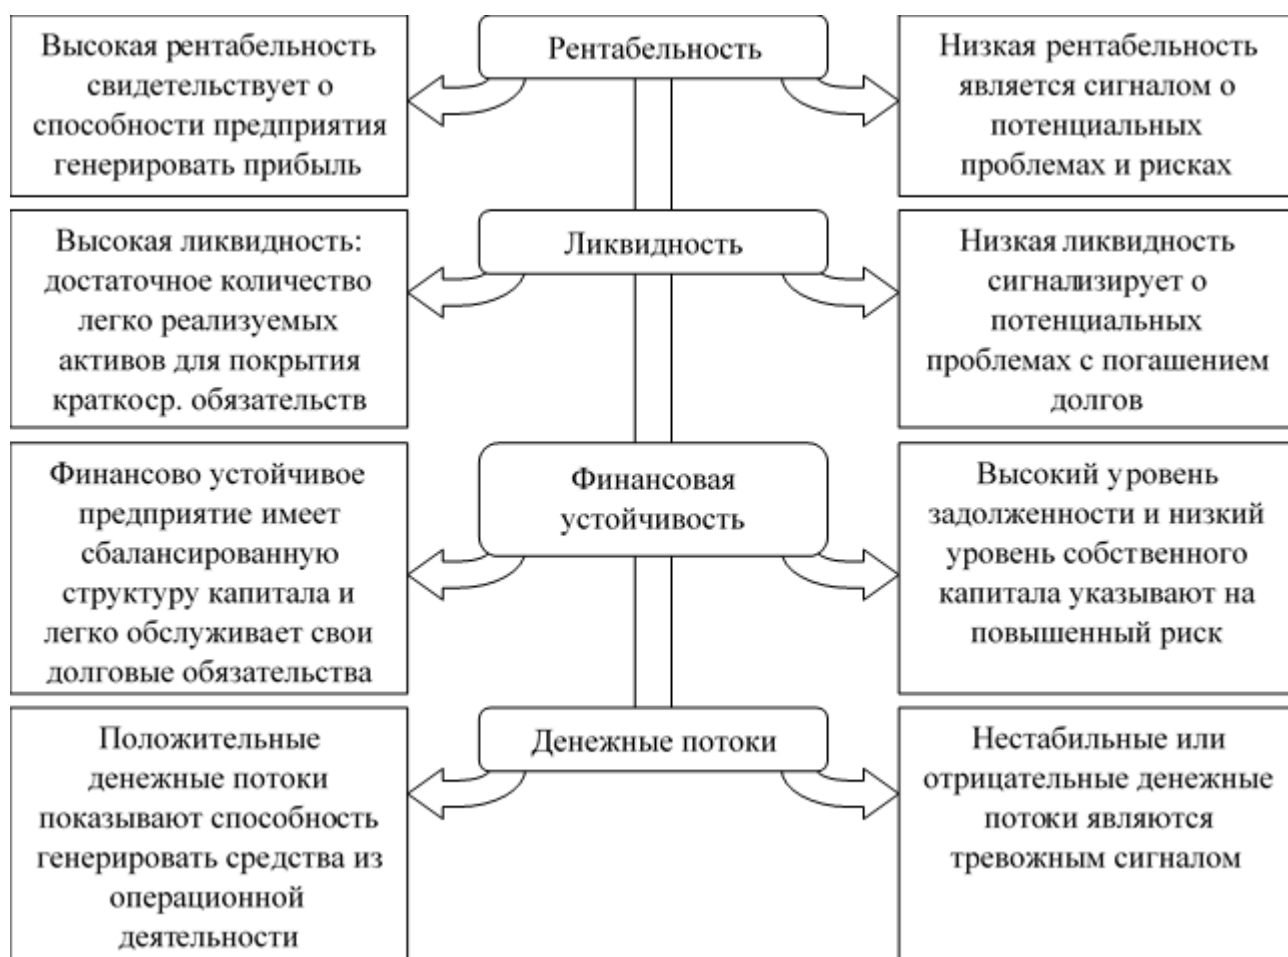 Высокая рентабельность
свидетельствует о
способности предприятия
генерировать прибыль
Рентабельность
Низкая рентабельность
является сигналом о
потенциальных
проблемах и рисках
Высокая ликвидность:
достаточное количество
легко реализуемых
активов для покрытия
краткоср. обязательств
Ликвидность
Низкая ликвидность
сигнализирует о
потенциальных
проблемах с погашением
долгов
Финансово устойчивое
предприятие имеет
сбалансированную
структуру капитала и
легко обслуживает свои
долговые обязательства
Финансовая
устойчивость
Высокий уровень
задолженности и низкий
уровень собственного
капитала указывают на
повышенный риск
Положительные
денежные потоки
показывают способность
генерировать средства из
операционной
деятельности
Денежные потоки
Нестабильные или
отрицательные денежные
потоки являются
тревожным сигналом